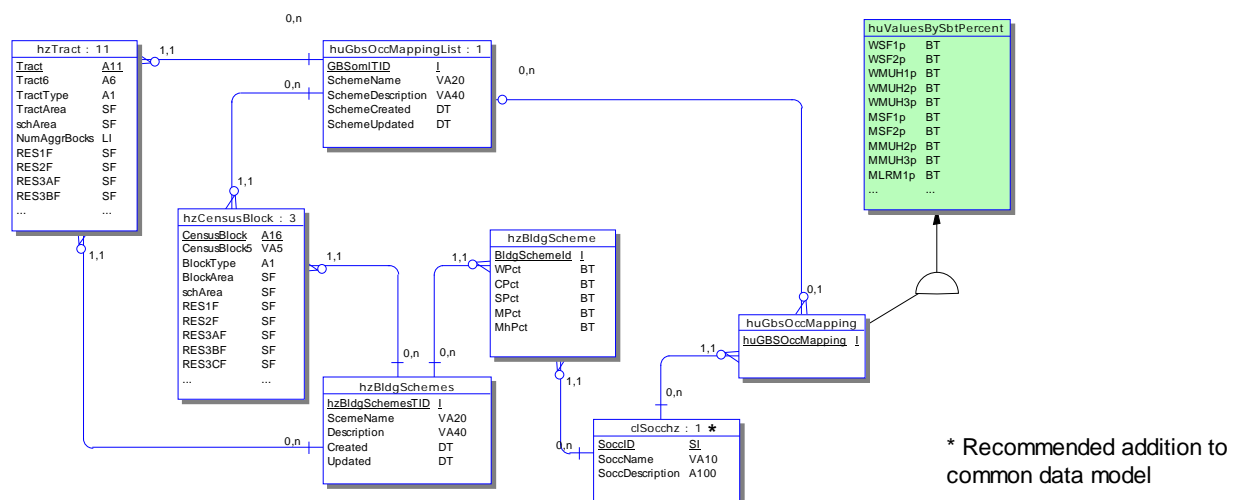 0,n
hzTract : 11
Tract A11
Tract6 A6
TractType A1
TractArea SF
schArea SF
NumAggrBocks LI
RES1F SF
RES2F SF
RES3AF SF
RES3BF SF
... ...
1,1
huGbsOccMappingList : 1
GBSomlTID I
SchemeName VA20
SchemeDescription VA40
SchemeCreated DT
SchemeUpdated DT
0,n
0,n
huValuesBySbtPercent
WSF1p BT
WSF2p BT
WMUH1p BT
WMUH2p BT
WMUH3p BT
MSF1p BT
MSF2p BT
MMUH2p BT
MMUH3p BT
MLRM1p BT
... ...
1,1
hzCensusBlock : 3
CensusBlock A16
CensusBlock5 VA5
BlockType A1
BlockArea SF
schArea SF
RES1F SF
RES2F SF
RES3AF SF
RES3BF SF
RES3CF SF
... ...
1,1
1,1
1,1
hzBldgScheme
BldgSchemeId I
WPct BT
CPct BT
SPct BT
MPct BT
MhPct BT
0,1
huGbsOccMapping
huGBSOccMapping I
1,1
0,n
0,n
1,1
0,n
hzBldgSchemes
hzBldgSchemesTID I
ScemeName VA20
Description VA40
Created DT
Updated DT
0,n
0,n
clSocchz : 1 *
SoccID SI
SoccName VA10
SoccDescription A100
* Recommended addition to
common data model